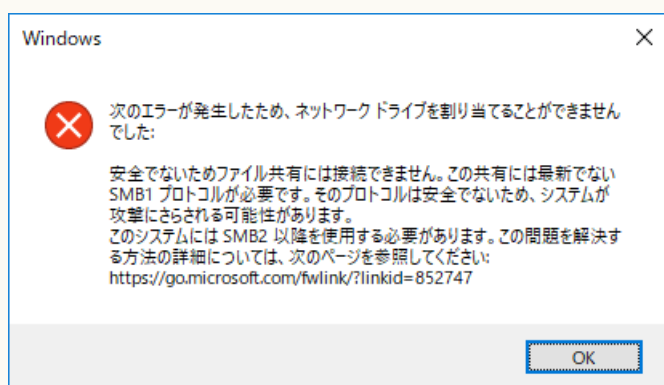 Windows
次のエラーが発生したため、ネットワーク ドライブを割り当てることができません
でした:
安全でないためファイル共有には接続できません。この共有には最新でない
SMB1 プロトコルが必要です。そのプロトコルは安全でないため、システムが
攻撃にさらされる可能性があります。
このシステムには SMB2 以降を使用する必要があります。この問題を解決す
る方法の詳細については、次のページを参照してください:
https://go.microsoft.com/fwlink/?linkid=852747
OK